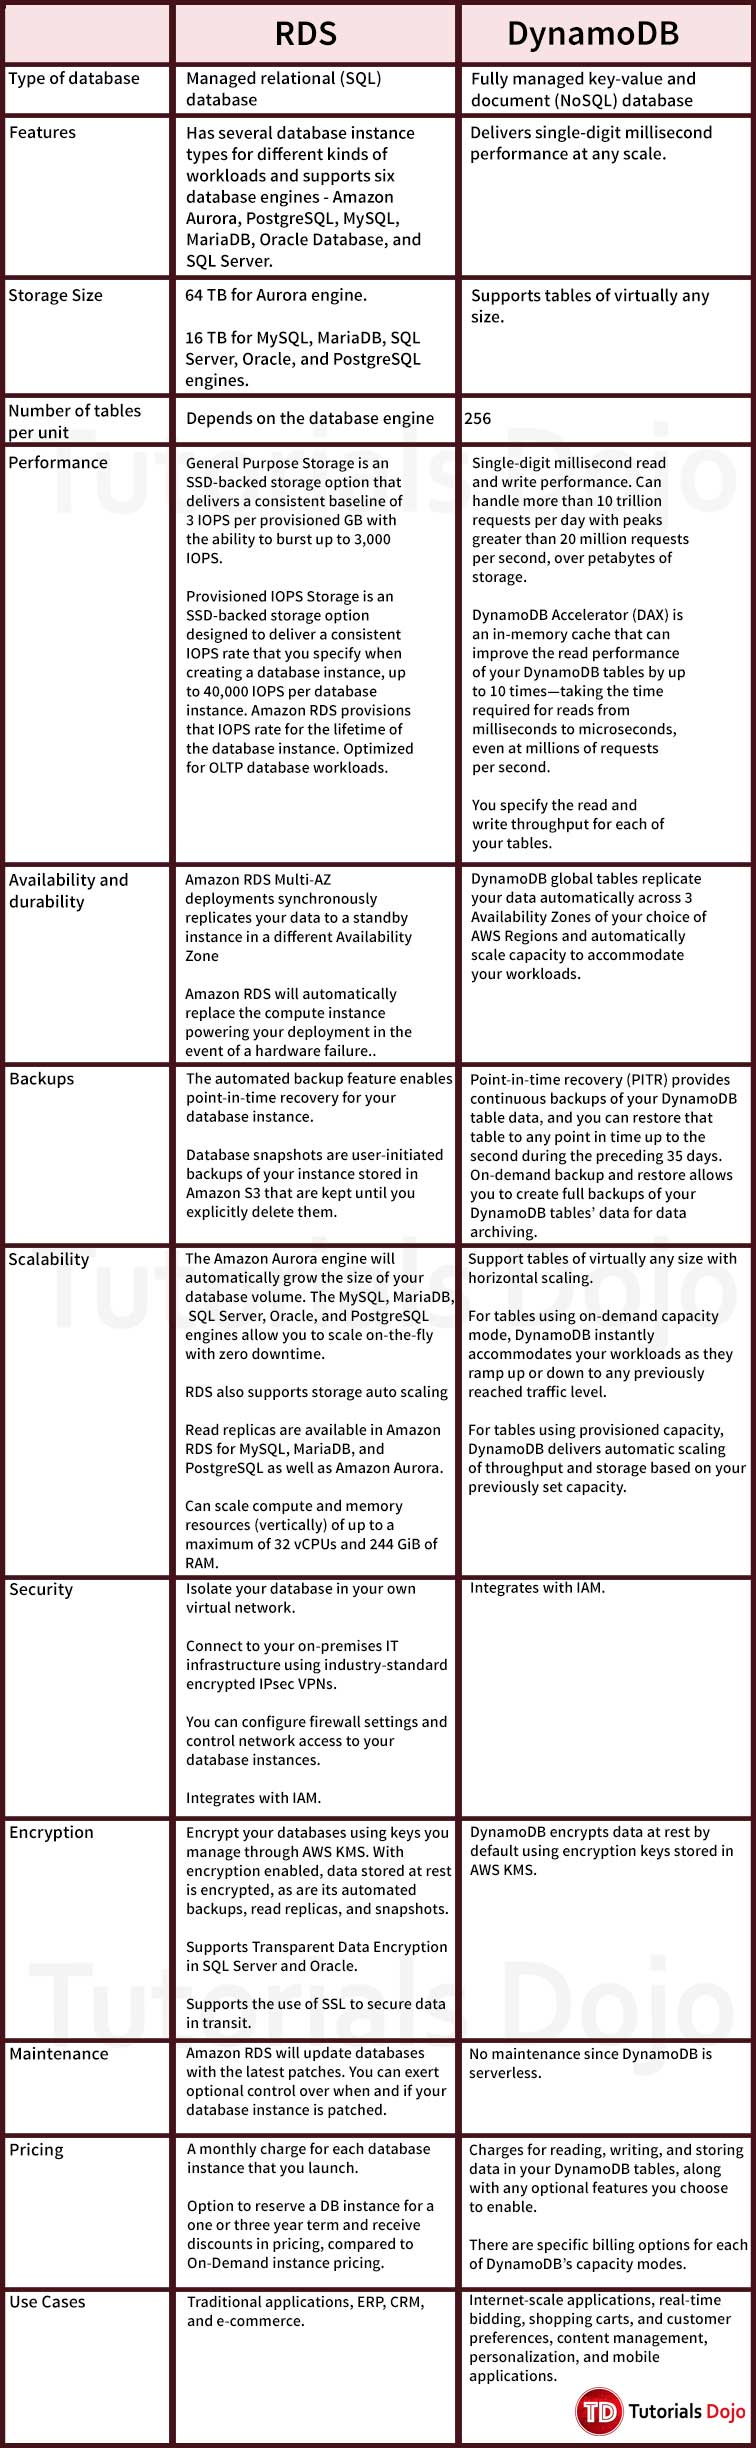 RDS
DynamoDB
Type of database
Managed relational (SQL)
database
Fully managed key-value and
document (NoSQL) database
Features
Has several database instance
types for different kinds of
workloads and supports six
database engines - Amazon
Aurora, PostgreSQL, MySQL,
MariaDB, Oracle Database, and
SQL Server.
Delivers single-digit millisecond
performance at any scale.
Storage Size
64 TB for Aurora engine.
16 TB for MySQL, MariaDB, SQL
Server, Oracle, and PostgreSQL
engines.
Supports tables of virtually any
size.
Number of tables
per unit
Depends on the database engine
256
Tutorials Dojo
Performance
General Purpose Storage is an
SSD-backed storage option that
delivers a consistent baseline of
3 IOPS per provisioned GB with
the ability to burst up to 3,000
IOPS.
Provisioned IOPS Storage is an
SSD-backed storage option
designed to deliver a consistent
IOPS rate that you specify when
creating a database instance, up
to 40,000 IOPS per database
instance. Amazon RDS provisions
that IOPS rate for the lifetime of
the database instance. Optimized
for OLTP database workloads.
Single-digit millisecond read
and write performance. Can
handle more than 10 trillion
requests per day with peaks
greater than 20 million requests
per second, over petabytes of
storage.
DynamoDB Accelerator (DAX) is
an in-memory cache that can
improve the read performance
of your DynamoDB tables by up
to 10 times—taking the time
required for reads from
milliseconds to microseconds,
even at millions of requests
per second.
You specify the read and
write throughput for each of
your tables.
Availability and
durability
Amazon RDS Multi-AZ
deployments synchronously
replicates your data to a standby
instance in a different Availability
Zone
Amazon RDS will automatically
replace the compute instance
powering your deployment in the
event of a hardware failure..
DynamoDB global tables replicate
your data automatically across 3
Availability Zones of your choice of
AWS Regions and automatically
scale capacity to accommodate
your workloads.
Backups
The automated backup feature enables
point-in-time recovery for your
database instance.
Database snapshots are user-initiated
backups of your instance stored in
Amazon S3 that are kept until you
explicitly delete them.
Point-in-time recovery (PITR) provides
continuous backups of your DynamoDB
table data, and you can restore that
table to any point in time up to the
second during the preceding 35 days.
On-demand backup and restore allows
you to create full backups of your
DynamoDB tables’ data for data
archiving.
Tutorials Dojo
Scalability
The Amazon Aurora engine will
automatically grow the size of your
database volume. The MySQL, MariaDB,
SQL Server, Oracle, and PostgreSQL
engines allow you to scale on-the-fly
with zero downtime.
RDS also supports storage auto scaling
Read replicas are available in Amazon
RDS for MySQL, MariaDB, and
PostgreSQL as well as Amazon Aurora.
Can scale compute and memory
resources (vertically) of up to a
maximum of 32 vCPUs and 244 GiB of
RAM.
Support tables of virtually any size with
horizontal scaling.
For tables using on-demand capacity
mode, DynamoDB instantly
accommodates your workloads as they
ramp up or down to any previously
reached traffic level.
For tables using provisioned capacity,
DynamoDB delivers automatic scaling
of throughput and storage based on your
previously set capacity.
Security
Isolate your database in your own
virtual network.
Connect to your on-premises IT
infrastructure using industry-standard
encrypted IPsec VPNs.
You can configure firewall settings and
control network access to your
database instances.
Integrates with IAM.
Integrates with IAM.
Encryption
Encrypt your databases using keys you
manage through AWS KMS. With
encryption enabled, data stored at rest
is encrypted, as are its automated
backups, read replicas, and snapshots.
Supports Transparent Data Encryption
in SQL Server and Oracle.
Supports the use of SSL to secure data
in transit.
DynamoDB encrypts data at rest by
default using encryption keys stored in
AWS KMS.
Tutorials Dojo
Maintenance
Amazon RDS will update databases
with the latest patches. You can exert
optional control over when and if your
database instance is patched.
No maintenance since DynamoDB is
serverless.
Pricing
A monthly charge for each database
instance that you launch.
Option to reserve a DB instance for a
one or three year term and receive
discounts in pricing, compared to
On-Demand instance pricing.
Charges for reading, writing, and storing
data in your DynamoDB tables, along
with any optional features you choose
to enable.
There are specific billing options for each
of DynamoDB’s capacity modes.
Use Cases
Traditional applications, ERP, CRM,
and e-commerce.
Internet-scale applications, real-time
bidding, shopping carts, and customer
preferences, content management,
personalization, and mobile
applications.
TD Tutorials Dojo